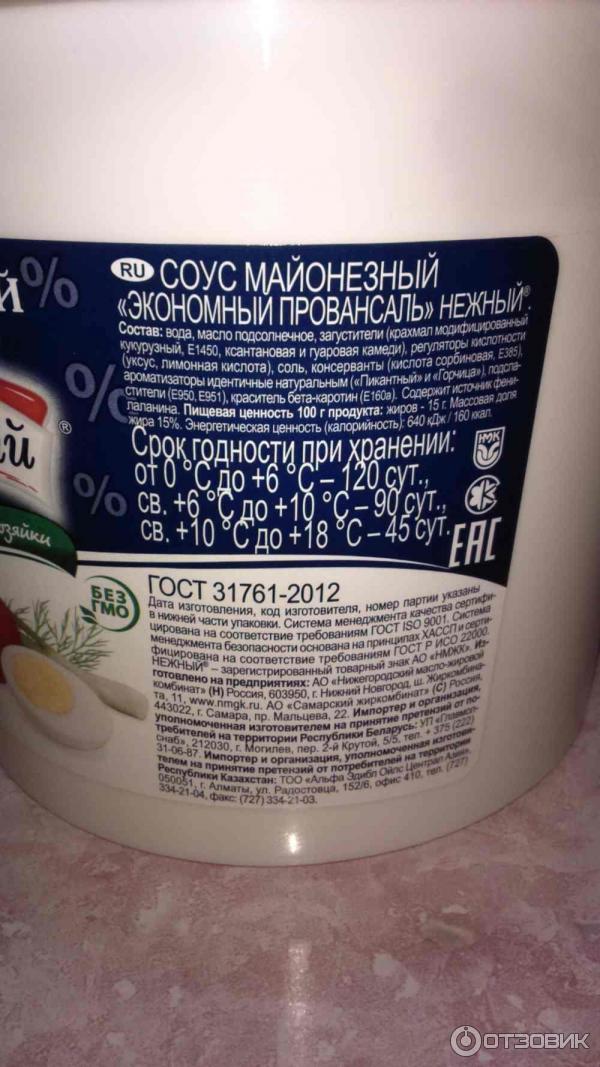 Й %
RU СОУС МАЙОНЕЗНЫЙ
«ЭКОНОМНЫЙ ПРОВАНСАЛЬ» НЕЖНЫЙ®.
Состав: вода, масло подсолнечное, загустители (крахмал модифицированный
кукурузный, Е1450, ксантановая и гуаровая камеди), регуляторы кислотности
(уксус, лимонная кислота), соль, консерванты (кислота сорбиновая, Е385),
ароматизаторы идентичные натуральным («Пикантный» и «Горчица»), подсла-
стители (Е950, Е951), краситель бета-каротин (Е160а). Содержит источник фени-
лаланина. Пищевая ценность 100 г продукта: жиров - 15 г. Массовая доля
жира 15%. Энергетическая ценность (калорийность): 640 кДж / 160 ккал.
%
ый ®
%
озяйки
Срок годности при хранении:
от 0 °С до +6 °С – 120 сут.,
св. +6 °С до +10 °С – 90 сут.,
св. +10 °С до +18 °С – 45 сут.
НМЖК
EAC
БЕЗ
ГМО
ГОСТ 31761-2012
Дата изготовления, код изготовителя, номер партии указаны
в нижней части упаковки. Система менеджмента качества сертифи-
цирована на соответствие требованиям ГОСТ ISO 9001. Система
менеджмента безопасности основана на принципах ХАССП и серти-
фицирована на соответствие требованиям ГОСТ Р ИСО 22000.
НЕЖНЫЙ® – зарегистрированный товарный знак АО «НМЖК». Из-
готовлено на предприятиях: АО «Нижегородский масло-жировой
комбинат» (Н) Россия, 603950, г. Нижний Новгород, ш. Жиркомбина-
та, 11, www.nmgk.ru. АО «Самарский жиркомбинат» (С) Россия,
443022, г. Самара, пр. Мальцева, 22. Импортер и организация,
уполномоченная изготовителем на принятие претензий от по-
требителей на территории Республики Беларусь: УП «Главмор-
снаб», 212030, г. Могилев, пер. 2-й Крутой, 5/5, тел. + 375 (222)
31-06-87. Импортер и организация, уполномоченная изготовите-
лем на принятие претензий от потребителей на территории
Республики Казахстан: ТОО «Альфа Эдибл Ойлс Централ Азия»,
050051, г. Алматы, ул. Радостовца, 152/6, офис 410, тел. (727)
334-21-04, факс: (727) 334-21-03.
ОТЗОВИК